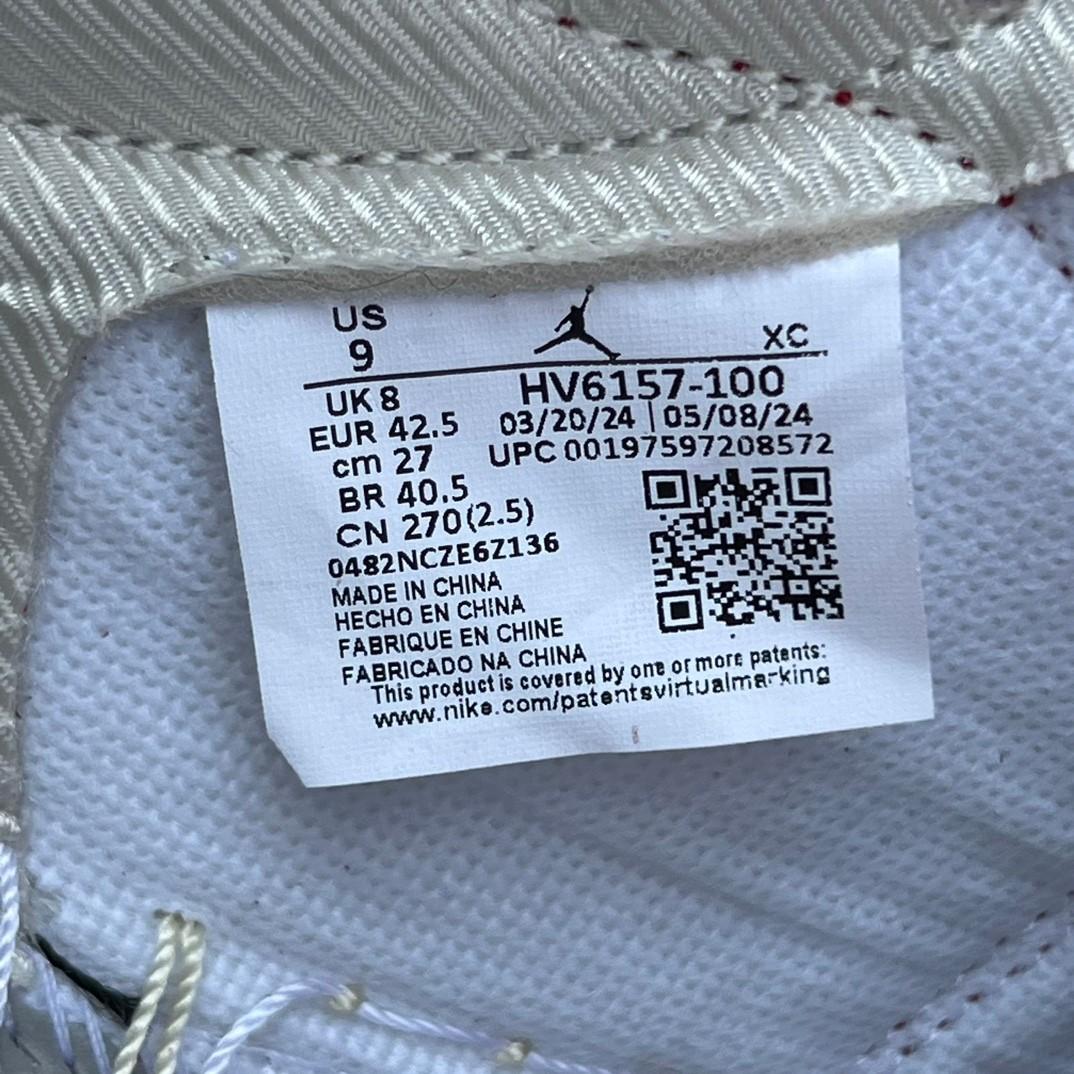 US
9
XC
UK 8
HV6157-100
EUR 42.5
03/20/24 | 05/08/24
cm 27
UPC 00197597208572
BR 40.5
CN 270(2.5)
0482NCZE6Z136
MADE IN CHINA
HECHO EN CHINA
FABRIQUE EN CHINE
FABRICADO NA CHINA
This product is covered by one or more patents:
www.nike.com/patentsvirtualmarking